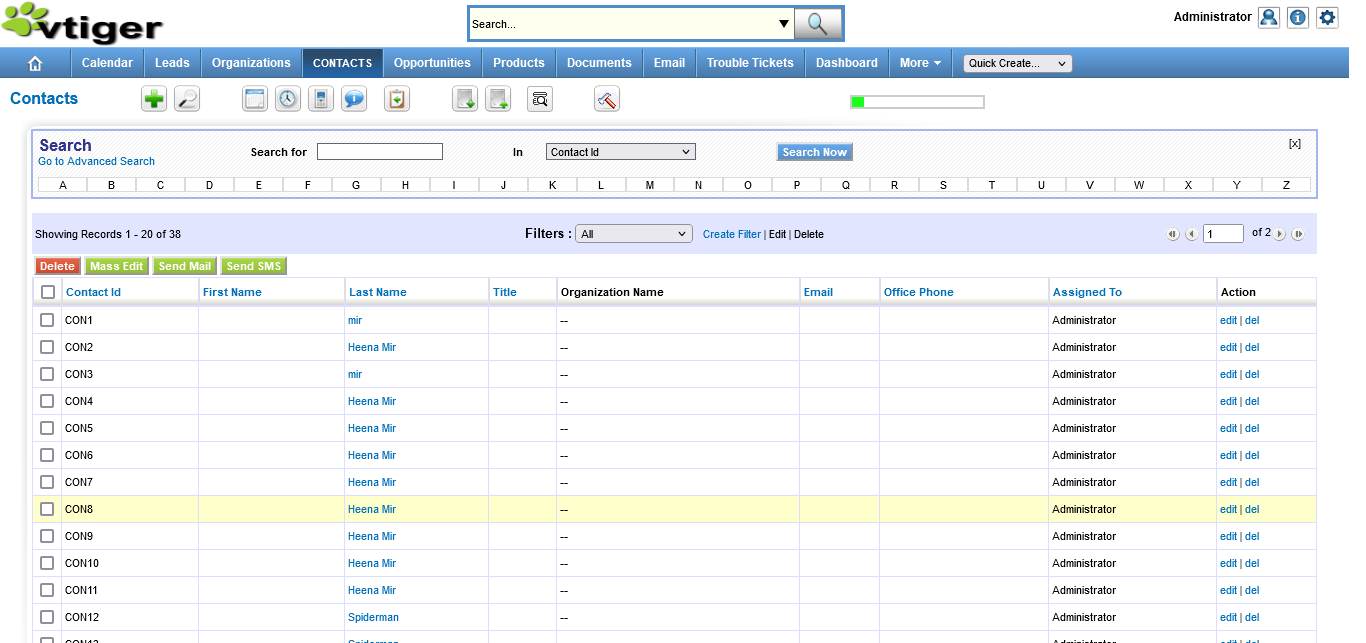 vtiger
Search...
Administrator
Calendar Leads Organizations CONTACTS Opportunities Products Documents Email Trouble Tickets Dashboard More Quick Create...
Contacts
Search
[x]
Go to Advanced Search
Search for In Contact Id Search Now
A B C D E F G H I J K L M N O P Q R S T U V W X Y Z
Showing Records 1 - 20 of 38 Filters : All Create Filter | Edit | Delete 1 of 2
Delete Mass Edit Send Mail Send SMS
Contact Id First Name Last Name Title Organization Name Email Office Phone Assigned To Action
CON1 mir -- Administrator edit | del
CON2 Heena Mir -- Administrator edit | del
CON3 mir -- Administrator edit | del
CON4 Heena Mir -- Administrator edit | del
CON5 Heena Mir -- Administrator edit | del
CON6 Heena Mir -- Administrator edit | del
CON7 Heena Mir -- Administrator edit | del
CON8 Heena Mir -- Administrator edit | del
CON9 Heena Mir -- Administrator edit | del
CON10 Heena Mir -- Administrator edit | del
CON11 Heena Mir -- Administrator edit | del
CON12 Spiderman -- Administrator edit | del